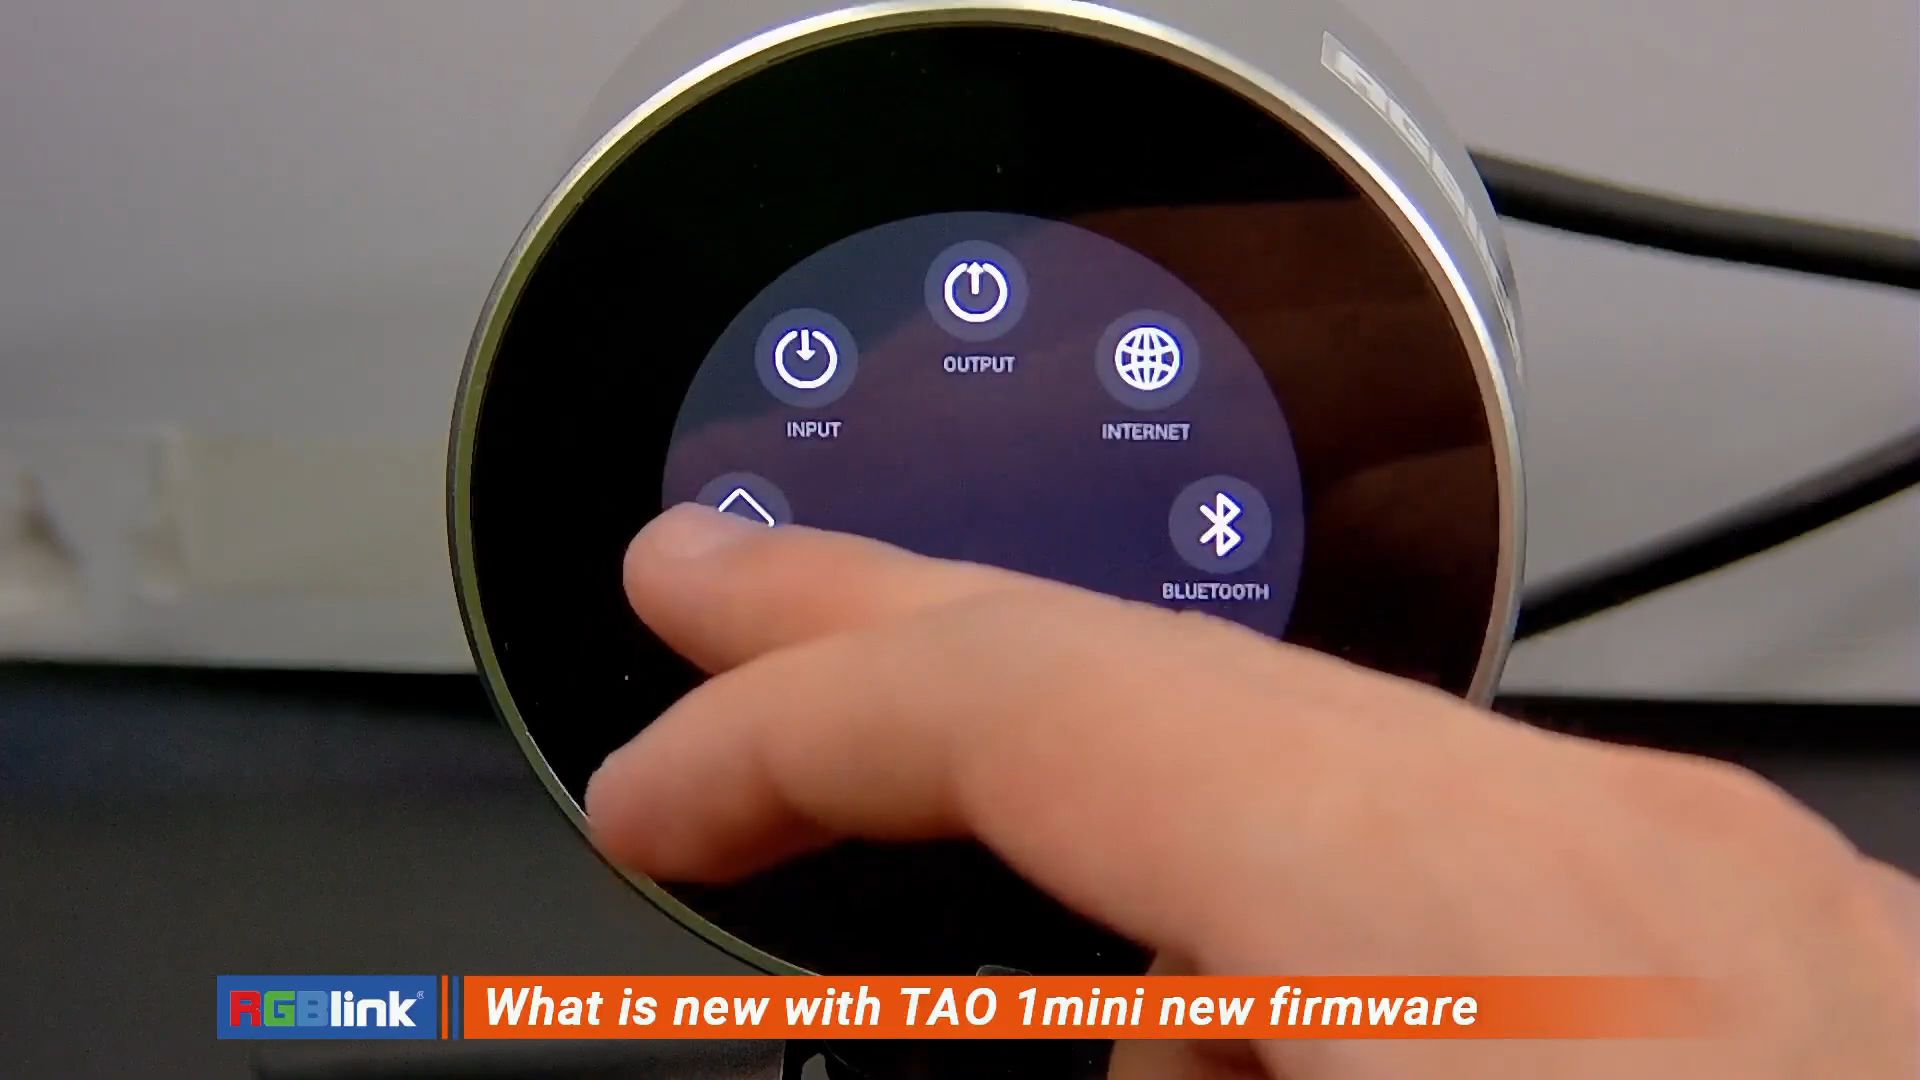 OUTPUT
INPUT
INTERNET
BLUETOOTH
RGBlink®
What is new with TAO 1mini new firmware